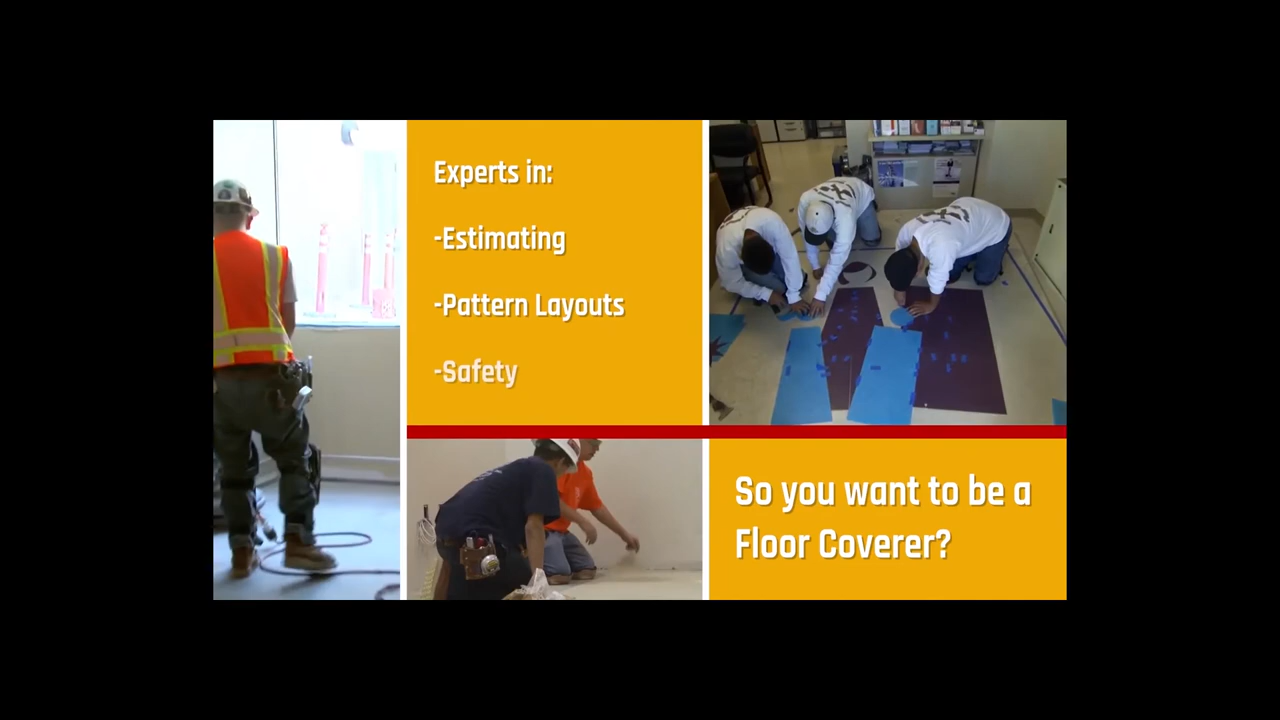 Experts in:
-Estimating
-Pattern Layouts
-Safety
So you want to be a
Floor Coverer?